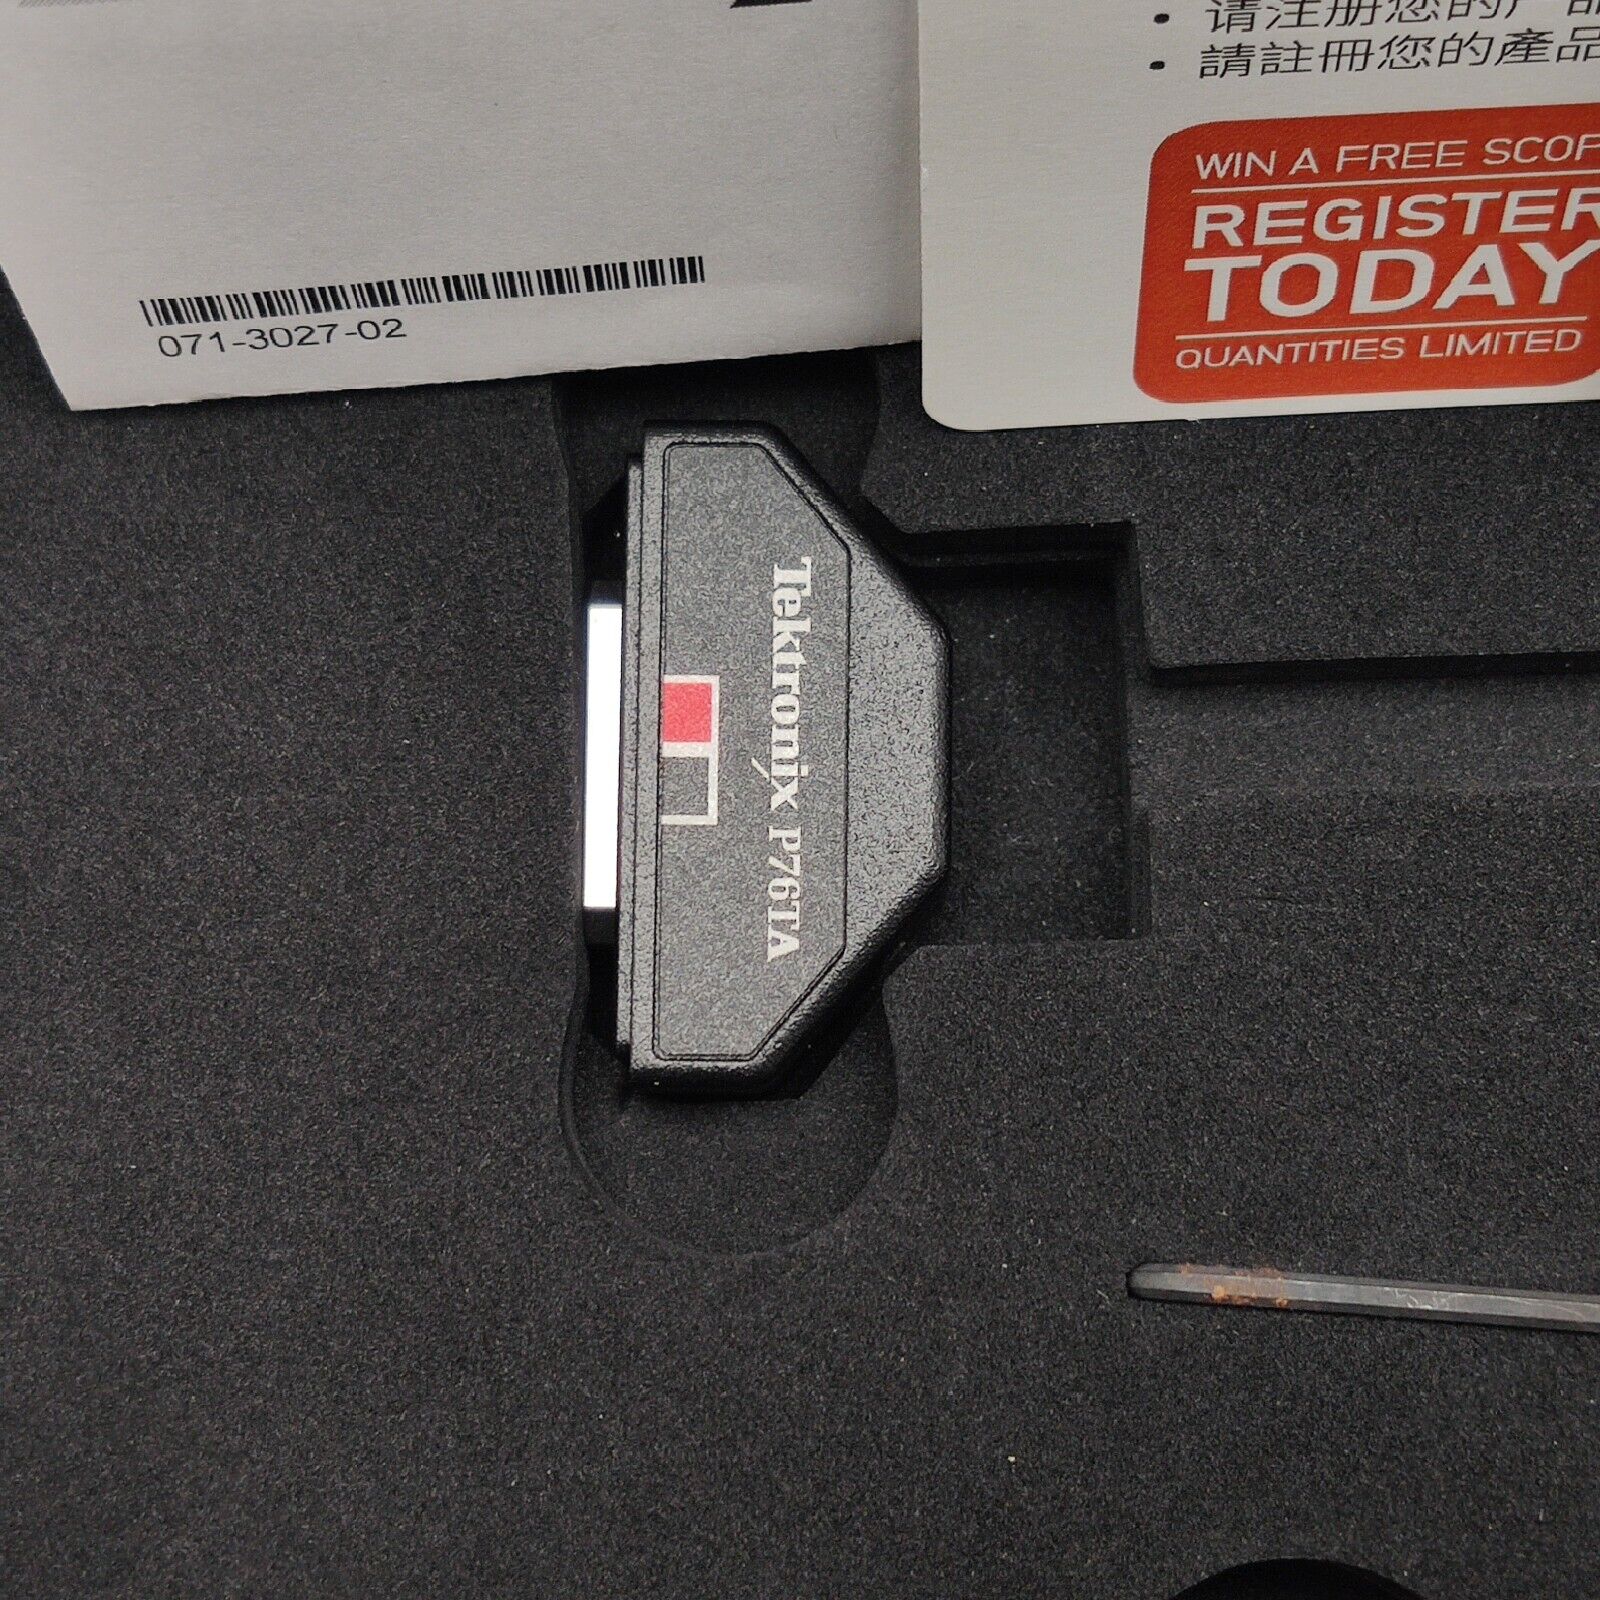 • 请注册您的产品
• 請註冊您的產品
WIN A FREE SCOP
REGISTER
TODAY
QUANTITIES LIMITED
071-3027-02
Tektronix P76TA